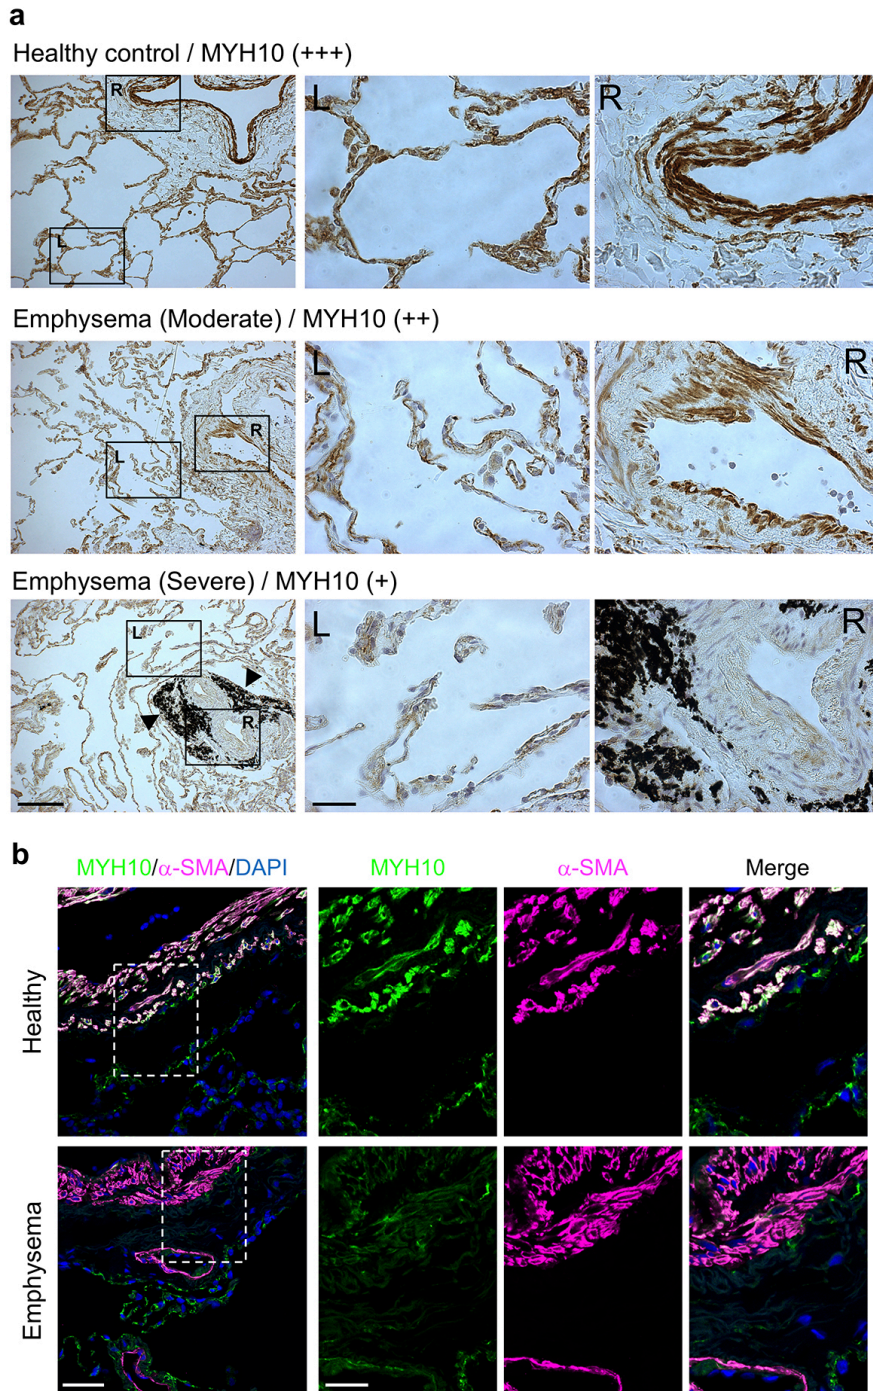 a
Healthy control / MYH10 (+++)
R
L
L
R
Emphysema (Moderate) / MYH10 (++)
R
L
L
R
Emphysema (Severe) / MYH10 (+)
L
R
L
R
b
MYH10/α-SMA/DAPI
MYH10
α-SMA
Merge
Healthy
Emphysema